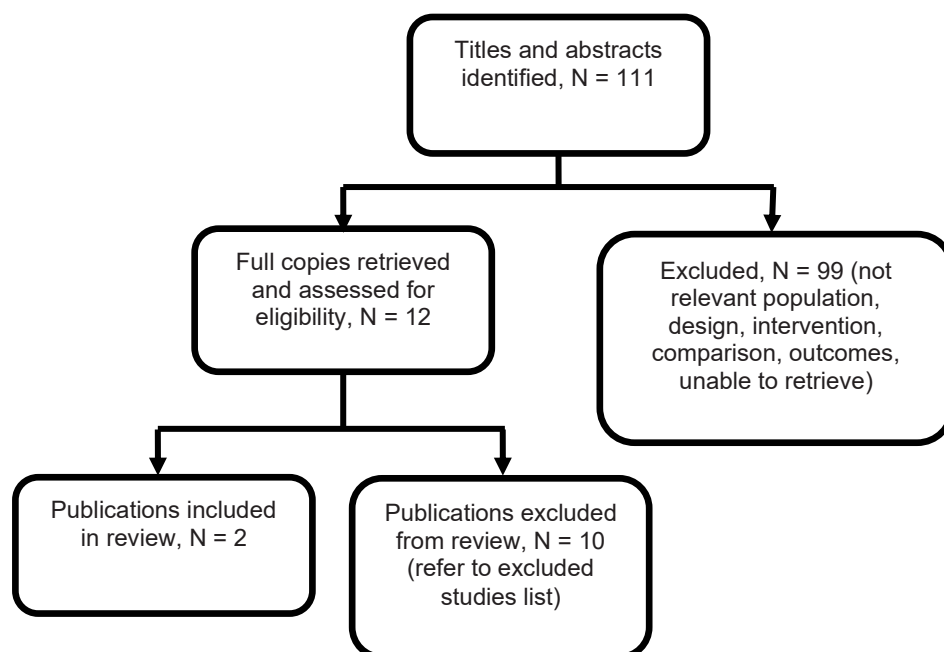 Titles and abstracts
identified, N = 111
Full copies retrieved
and assessed for
eligibility, N = 12
Excluded, N = 99 (not
relevant population,
design, intervention,
comparison, outcomes,
unable to retrieve)
Publications included
in review, N = 2
Publications excluded
from review, N = 10
(refer to excluded
studies list)